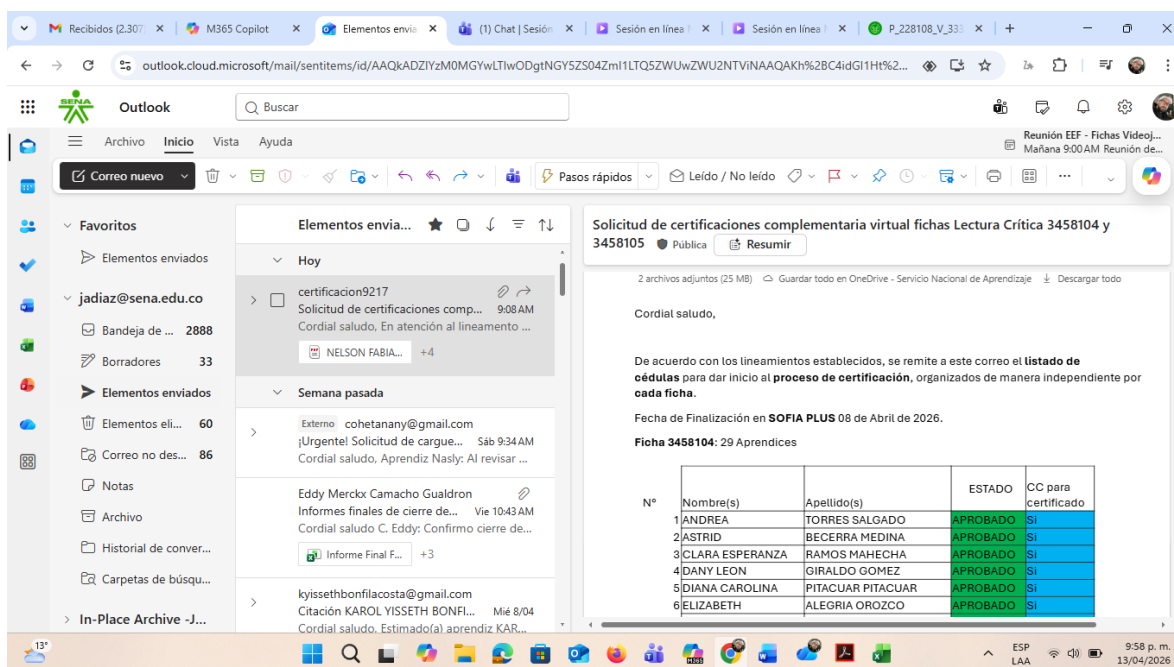 Recibidos (2.307)
M365 Copilot
Elementos envia
(1) Chat | Sesión
Sesión en línea
Sesión en línea
P_228108_V_333
outlook.cloud.microsoft/mail/sentitems/id/AAQkADZIYzM0MGYwLTIwODgtNGY5ZS04ZmI1LTQ5ZWUwZWU2NTViNAAQAKh%2BC4idGI1Ht%2...
SENA
Outlook
Buscar
Archivo Inicio Vista Ayuda
Reunión EEF - Fichas Videoj...
Mañana 9:00 AM Reunión de...
Correo nuevo
Pasos rápidos
Leído / No leído
Favoritos
Elementos enviados
jadiaz@sena.edu.co
Bandeja de ... 2888
Borradores 33
Elementos enviados
Elementos eli... 60
Correo no des... 86
Notas
Archivo
Historial de conver...
Carpetas de búsqu...
In-Place Archive -J...
Elementos envia...
Hoy
certificacion9217
Solicitud de certificaciones comp... 9:08 AM
Cordial saludo, En atención al lineamento ...
NELSON FABIA... +4
Semana pasada
Externo cohetanany@gmail.com
¡Urgente! Solicitud de cargue... Sáb 9:34 AM
Cordial saludo, Aprendiz Nasly: Al revisar ...
Eddy Merckx Camacho Gualdron
Informes finales de cierre de... Vie 10:43 AM
Cordial saludo C. Eddy: Confirmo cierre de...
Informe Final F... +3
kyissethbonfilacosta@gmail.com
Citación KAROL YISSETH BONFI... Mié 8/04
Cordial saludo. Estimado(a) aprendiz KAR...
Solicitud de certificaciones complementaria virtual fichas Lectura Crítica 3458104 y
3458105 Pública Resumir
2 archivos adjuntos (25 MB) Guardar todo en OneDrive - Servicio Nacional de Aprendizaje Descargar todo
Cordial saludo,
De acuerdo con los lineamientos establecidos, se remite a este correo el listado de
cédulas para dar inicio al proceso de certificación, organizados de manera independiente por
cada ficha.
Fecha de Finalización en SOFIA PLUS 08 de Abril de 2026.
Ficha 3458104: 29 Aprendices
N° Nombre(s) Apellido(s) ESTADO CC para certificado
1 ANDREA TORRES SALGADO APROBADO Si
2 ASTRID BECERRA MEDINA APROBADO Si
3 CLARA ESPERANZA RAMOS MAHECHA APROBADO Si
4 DANY LEON GIRALDO GOMEZ APROBADO Si
5 DIANA CAROLINA PITACUAR PITACUAR APROBADO Si
6 ELIZABETH ALEGRIA OROZCO APROBADO Si
13°
ESP
LAA
9:58 p. m.
13/04/2026